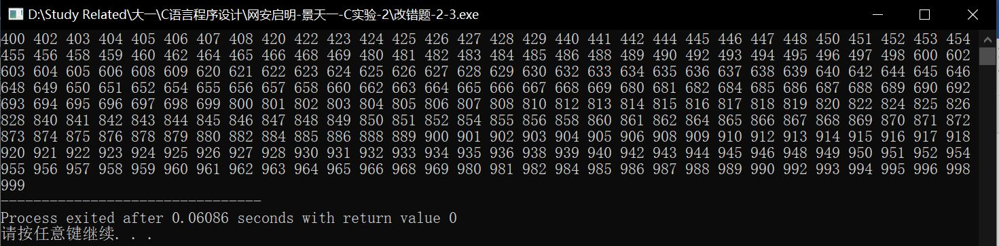 D:\Study Related\大一\C语言程序设计\网安启明-景天一-C实验-2\改错题-2-3.exe
400 402 403 404 405 406 407 408 420 422 423 424 425 426 427 428 429 440 441 442 444 445 446 447 448 450 451 452 453 454
455 456 458 459 460 462 464 465 466 468 469 480 481 482 483 484 485 486 488 489 490 492 493 494 495 496 497 498 600 602
603 604 605 606 608 609 620 621 622 623 624 625 626 627 628 629 630 632 633 634 635 636 637 638 639 640 642 644 645 646
648 649 650 651 652 654 655 656 657 658 660 662 663 664 665 666 667 668 669 680 681 682 684 685 686 687 688 689 690 692
693 694 695 696 697 698 699 800 801 802 803 804 805 806 807 808 810 812 813 814 815 816 817 818 819 820 822 824 825 826
828 840 841 842 843 844 845 846 847 848 849 850 851 852 854 855 856 858 860 861 862 864 865 866 867 868 869 870 871 872
873 874 875 876 878 879 880 882 884 885 886 888 889 900 901 902 903 904 905 906 908 909 910 912 913 914 915 916 917 918
920 921 922 923 924 925 926 927 928 930 931 932 933 934 935 936 938 939 940 942 943 944 945 946 948 949 950 951 952 954
955 956 957 958 959 960 961 962 963 964 965 966 968 969 980 981 982 984 985 986 987 988 989 990 992 993 994 995 996 998
999
--------------------------------
Process exited after 0.06086 seconds with return value 0
请按任意键继续. . .